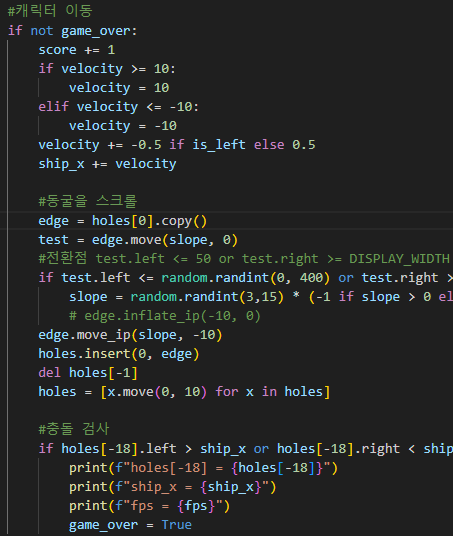 #캐릭터 이동
if not game_over:
    score += 1
    if velocity >= 10:
        velocity = 10
    elif velocity <= -10:
        velocity = -10
    velocity += -0.5 if is_left else 0.5
    ship_x += velocity

    #동굴을 스크롤
    edge = holes[0].copy()
    test = edge.move(slope, 0)
    #전환점 test.left <= 50 or test.right >= DISPLAY_WIDTH
    if test.left <= random.randint(0, 400) or test.right >
        slope = random.randint(3,15) * (-1 if slope > 0 el
        # edge.inflate_ip(-10, 0)
    edge.move_ip(slope, -10)
    holes.insert(0, edge)
    del holes[-1]
    holes = [x.move(0, 10) for x in holes]

    #충돌 검사
    if holes[-18].left > ship_x or holes[-18].right < ship
        print(f"holes[-18] = {holes[-18]}")
        print(f"ship_x = {ship_x}")
        print(f"fps = {fps}")
        game_over = True